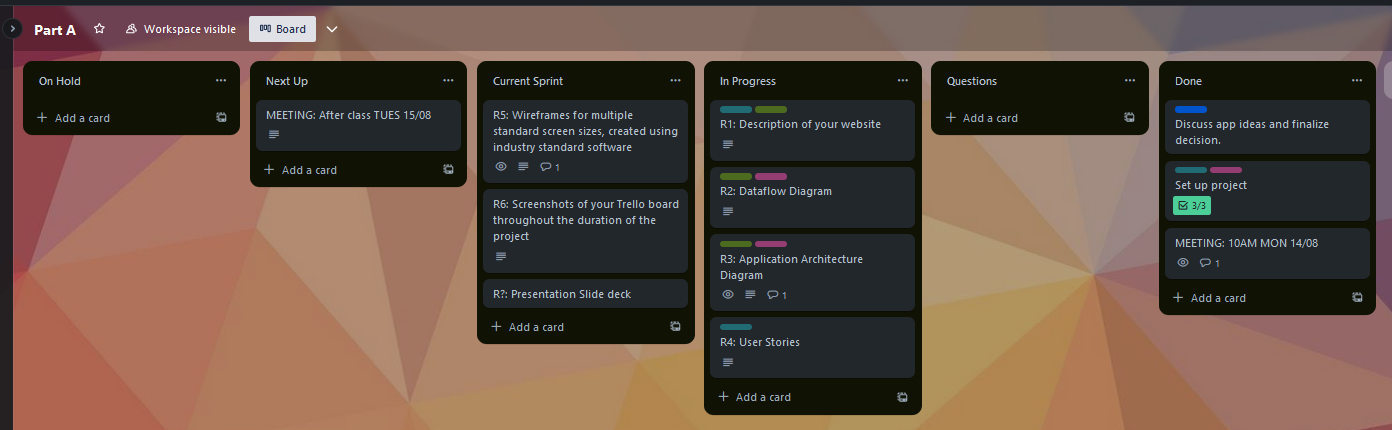 Part A
Workspace visible
Board
On Hold
Add a card
Next Up
MEETING: After class TUES 15/08
Add a card
Current Sprint
R5: Wireframes for multiple
standard screen sizes, created using
industry standard software
1
R6: Screenshots of your Trello board
throughout the duration of the
project
R?: Presentation Slide deck
Add a card
In Progress
R1: Description of your website
R2: Dataflow Diagram
R3: Application Architecture
Diagram
1
R4: User Stories
Add a card
Questions
Add a card
Done
Discuss app ideas and finalize
decision.
Set up project
3/3
MEETING: 10AM MON 14/08
1
Add a card